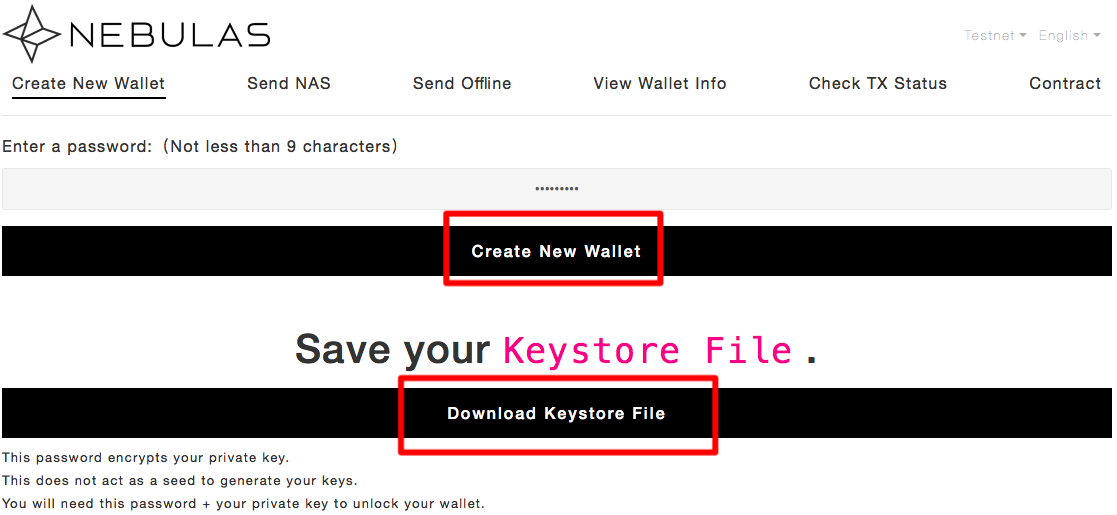 NEBULAS
Testnet English
Create New Wallet Send NAS Send Offline View Wallet Info Check TX Status Contract
Enter a password:（Not less than 9 characters）
•••••••••
Create New Wallet
Save your Keystore File .
Download Keystore File
This password encrypts your private key.
This does not act as a seed to generate your keys.
You will need this password + your private key to unlock your wallet.